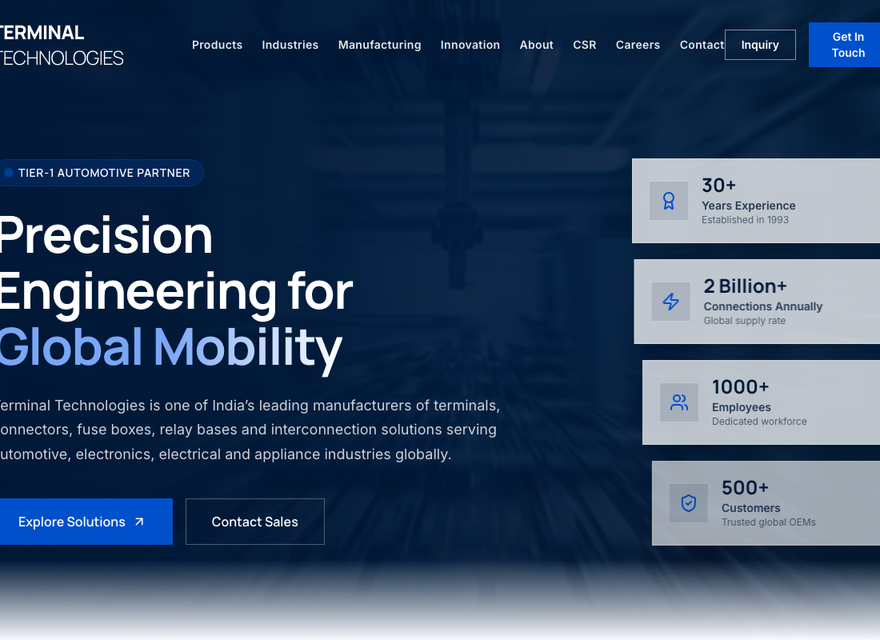 TERMINAL
TECHNOLOGIES
Products Industries Manufacturing Innovation About CSR Careers Contact
Inquiry
Get In
Touch
TIER-1 AUTOMOTIVE PARTNER
Precision
Engineering for
Global Mobility
Terminal Technologies is one of India’s leading manufacturers of terminals,
connectors, fuse boxes, relay bases and interconnection solutions serving
automotive, electronics, electrical and appliance industries globally.
Explore Solutions
Contact Sales
30+
Years Experience
Established in 1993
2 Billion+
Connections Annually
Global supply rate
1000+
Employees
Dedicated workforce
500+
Customers
Trusted global OEMs